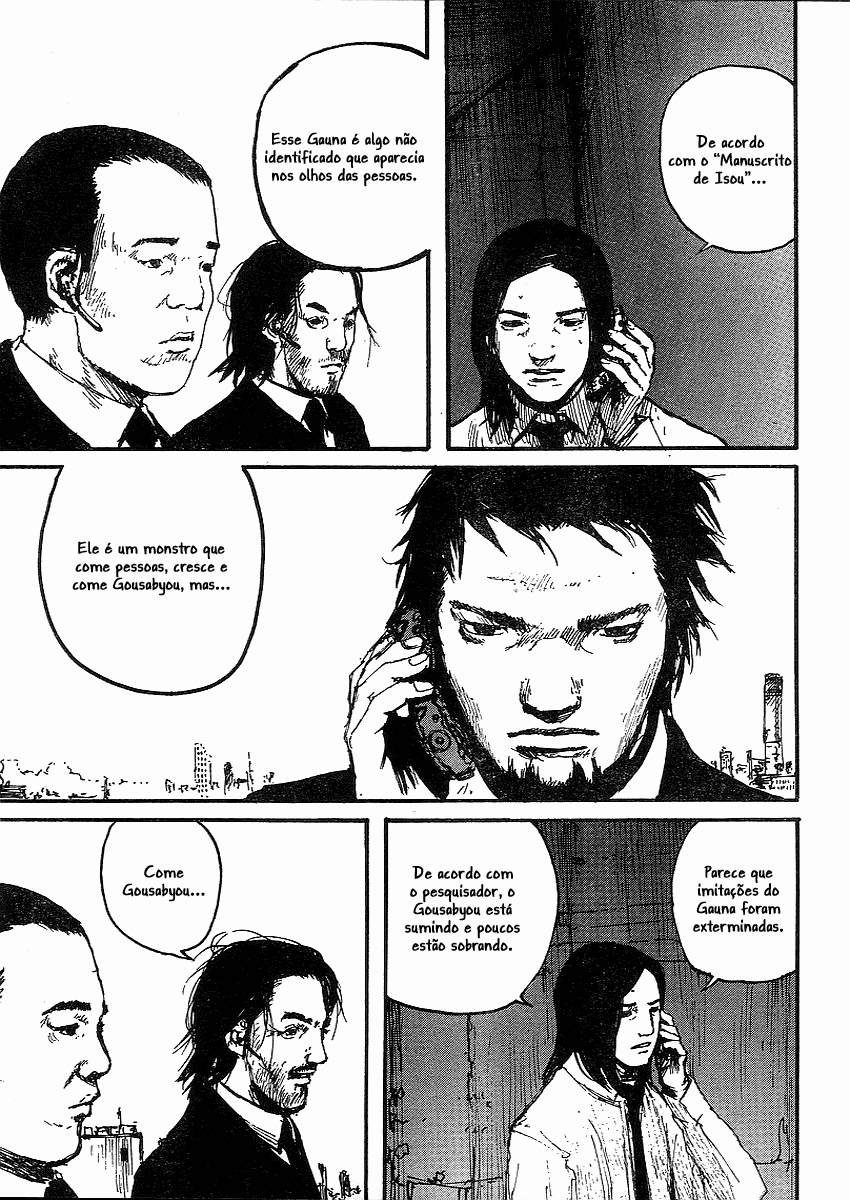 De acordo
com o “Manuscrito
de Isou”...
Esse Gauna é algo não
identificado que aparecia
nos olhos das pessoas.
Ele é um monstro que
come pessoas, cresce e
come Gousabyou, mas...
Parece que
imitações do
Gauna foram
exterminadas.
De acordo com
o pesquisador, o
Gousabyou está
sumindo e poucos
estão sobrando.
Come
Gousabyou...